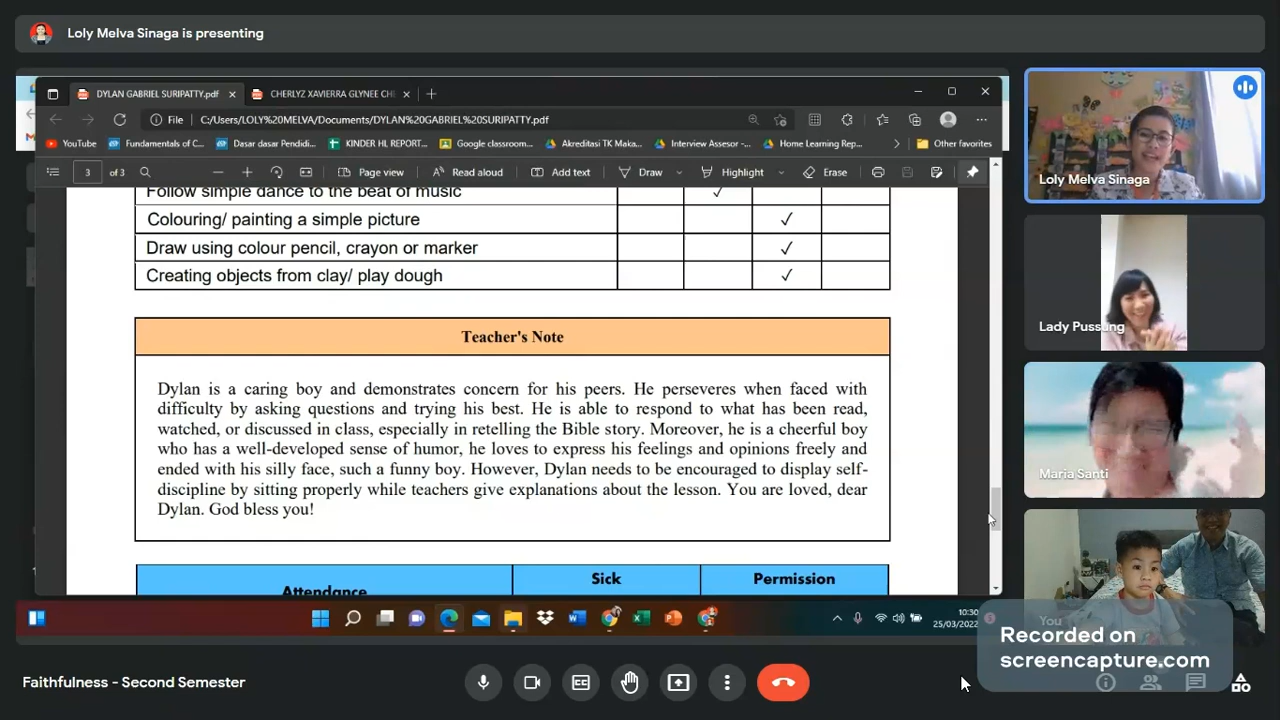 Loly Melva Sinaga is presenting
DYLAN GABRIEL SURIPATTY.pdf
CHERLYZ XAVIERRA GLYNEE CHE
File
C:/Users/LOLY%20MELVA/Documents/DYLAN%20GABRIEL%20SURIPATTY.pdf
YouTube
Fundamentals of C...
Dasar dasar Pendidi...
KINDER HL REPORT...
Google classroom...
Akreditasi TK Maka...
Interview Assesor -...
Home Learning Rep...
Other favorites
3 of 3
Page view
Read aloud
Add text
Draw
Highlight
Erase
Follow simple dance to the beat of music ✓
Colouring/ painting a simple picture ✓
Draw using colour pencil, crayon or marker ✓
Creating objects from clay/ play dough ✓
Teacher's Note
Dylan is a caring boy and demonstrates concern for his peers. He perseveres when faced with
difficulty by asking questions and trying his best. He is able to respond to what has been read,
watched, or discussed in class, especially in retelling the Bible story. Moreover, he is a cheerful boy
who has a well-developed sense of humor, he loves to express his feelings and opinions freely and
ended with his silly face, such a funny boy. However, Dylan needs to be encouraged to display self-
discipline by sitting properly while teachers give explanations about the lesson. You are loved, dear
Dylan. God bless you!
Attendance
Sick
Permission
10:30
25/03/2022
Loly Melva Sinaga
Lady Pussung
Maria Santi
You
Recorded on
screencapture.com
Faithfulness - Second Semester